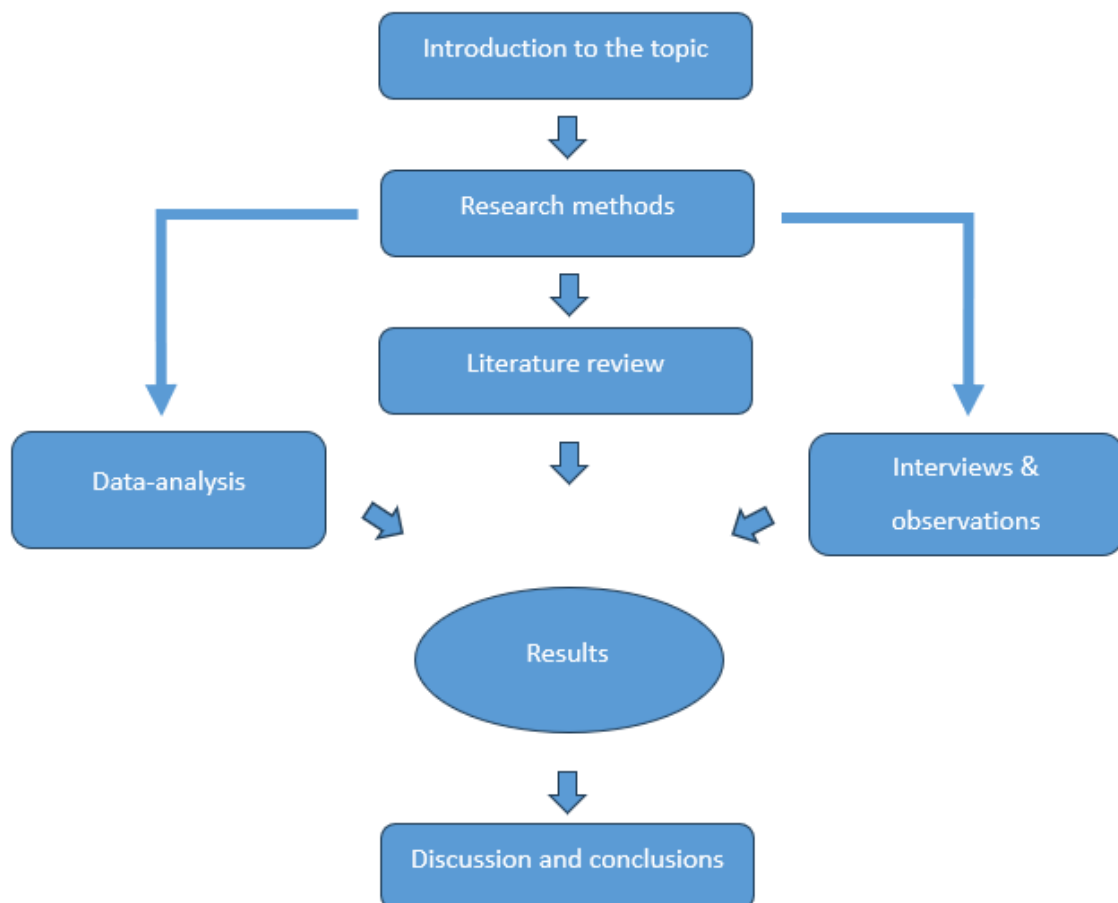 Introduction to the topic
Research methods
Literature review
Data-analysis
Interviews &
observations
Results
Discussion and conclusions